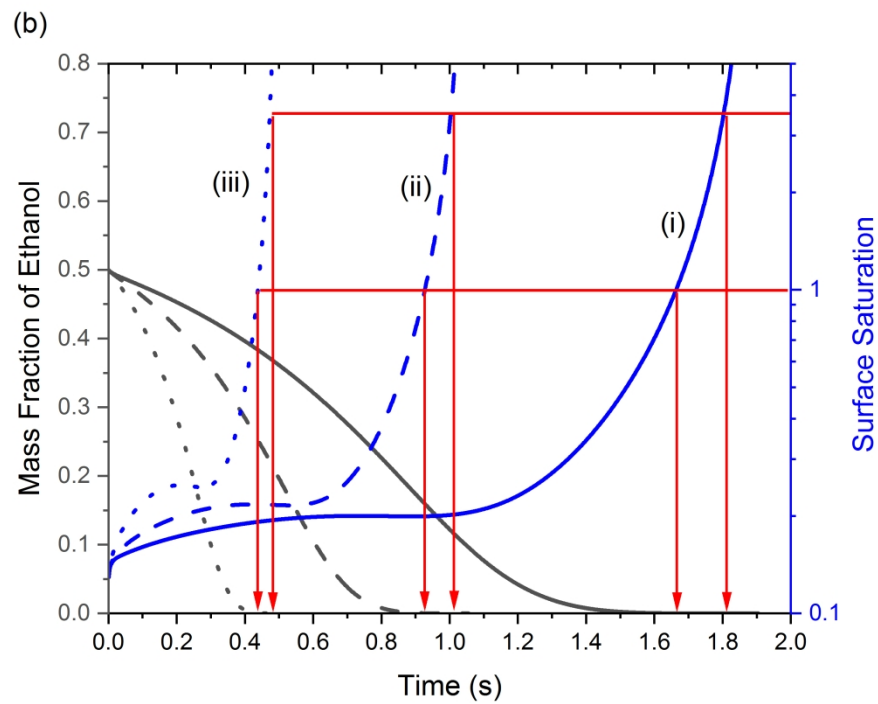 (b)
0.8
0.7
0.6
0.5
0.4
0.3
0.2
0.1
0.0
Mass Fraction of Ethanol
(iii)
(ii)
(i)
1
0.1
Surface Saturation
0.0 0.2 0.4 0.6 0.8 1.0 1.2 1.4 1.6 1.8 2.0
Time (s)